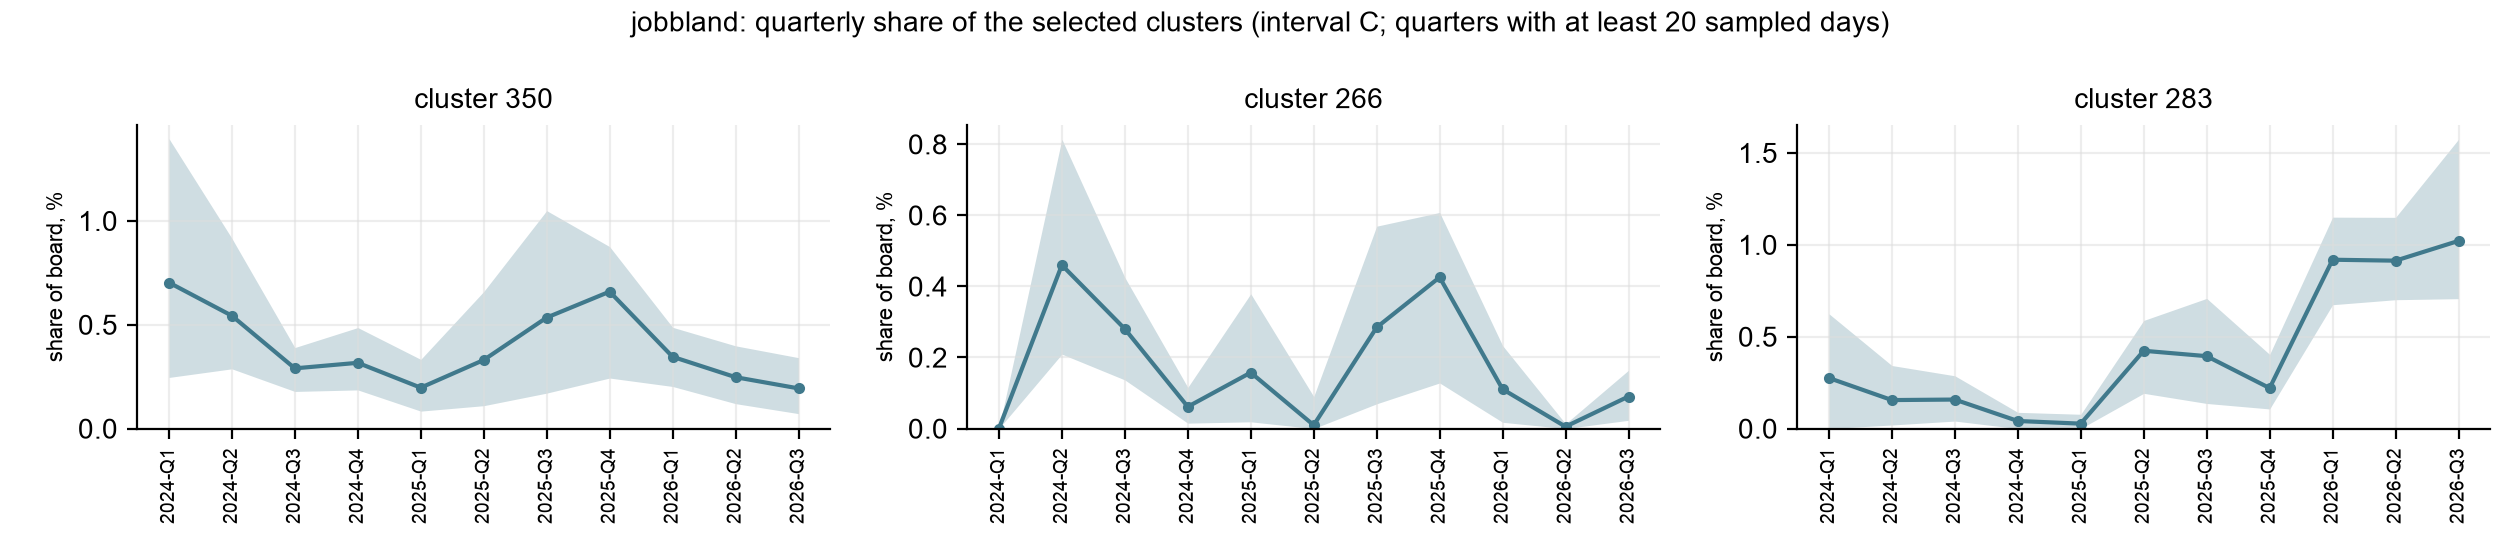 jobbland: quarterly share of the selected clusters (interval C; quarters with at least 20 sampled days)
cluster 350
share of board, %
1.0
0.5
0.0
2024-Q1
2024-Q2
2024-Q3
2024-Q4
2025-Q1
2025-Q2
2025-Q3
2025-Q4
2026-Q1
2026-Q2
2026-Q3
cluster 266
share of board, %
0.8
0.6
0.4
0.2
0.0
2024-Q1
2024-Q2
2024-Q3
2024-Q4
2025-Q1
2025-Q2
2025-Q3
2025-Q4
2026-Q1
2026-Q2
2026-Q3
cluster 283
share of board, %
1.5
1.0
0.5
0.0
2024-Q1
2024-Q2
2024-Q3
2024-Q4
2025-Q1
2025-Q2
2025-Q3
2025-Q4
2026-Q1
2026-Q2
2026-Q3